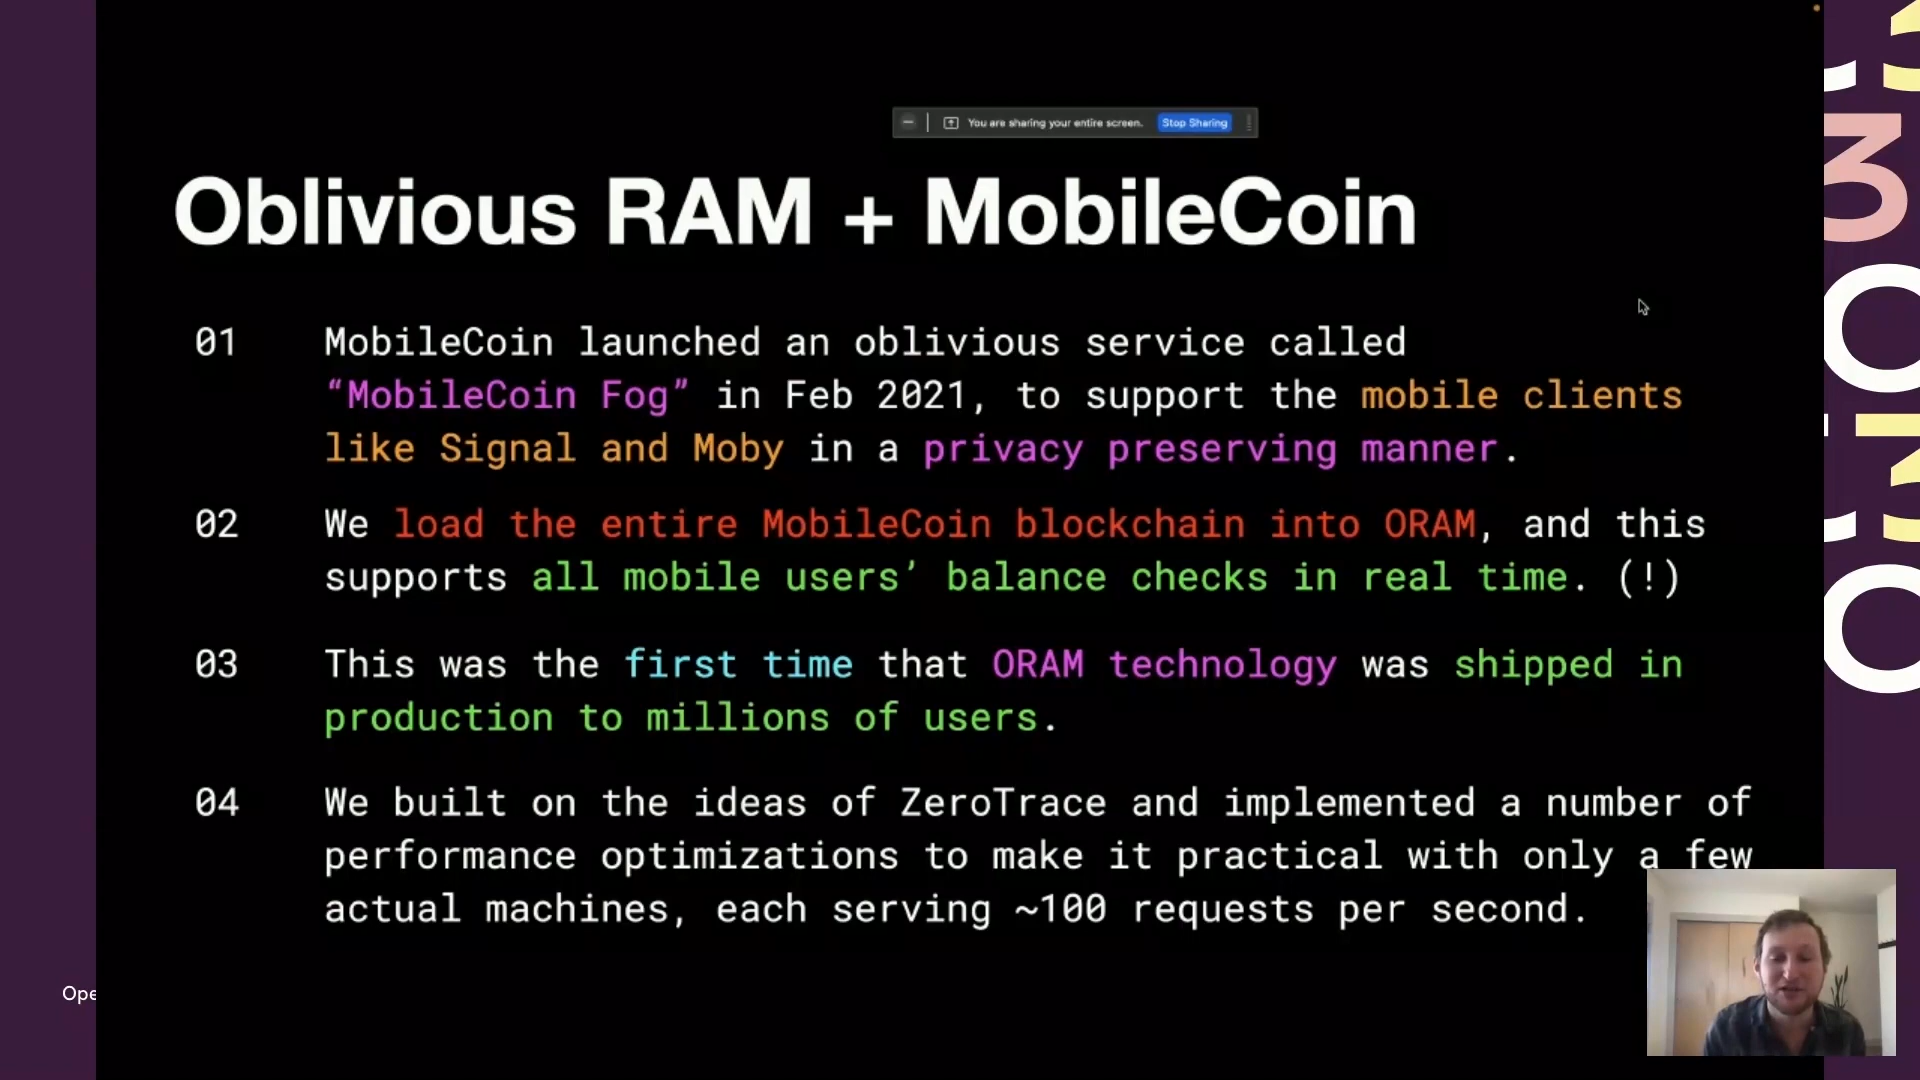 You are sharing your entire screen. Stop Sharing
Oblivious RAM + MobileCoin
01 MobileCoin launched an oblivious service called
“MobileCoin Fog” in Feb 2021, to support the mobile clients
like Signal and Moby in a privacy preserving manner.
02 We load the entire MobileCoin blockchain into ORAM, and this
supports all mobile users’ balance checks in real time. (!)
03 This was the first time that ORAM technology was shipped in
production to millions of users.
04 We built on the ideas of ZeroTrace and implemented a number of
performance optimizations to make it practical with only a few
actual machines, each serving ~100 requests per second.
Ope